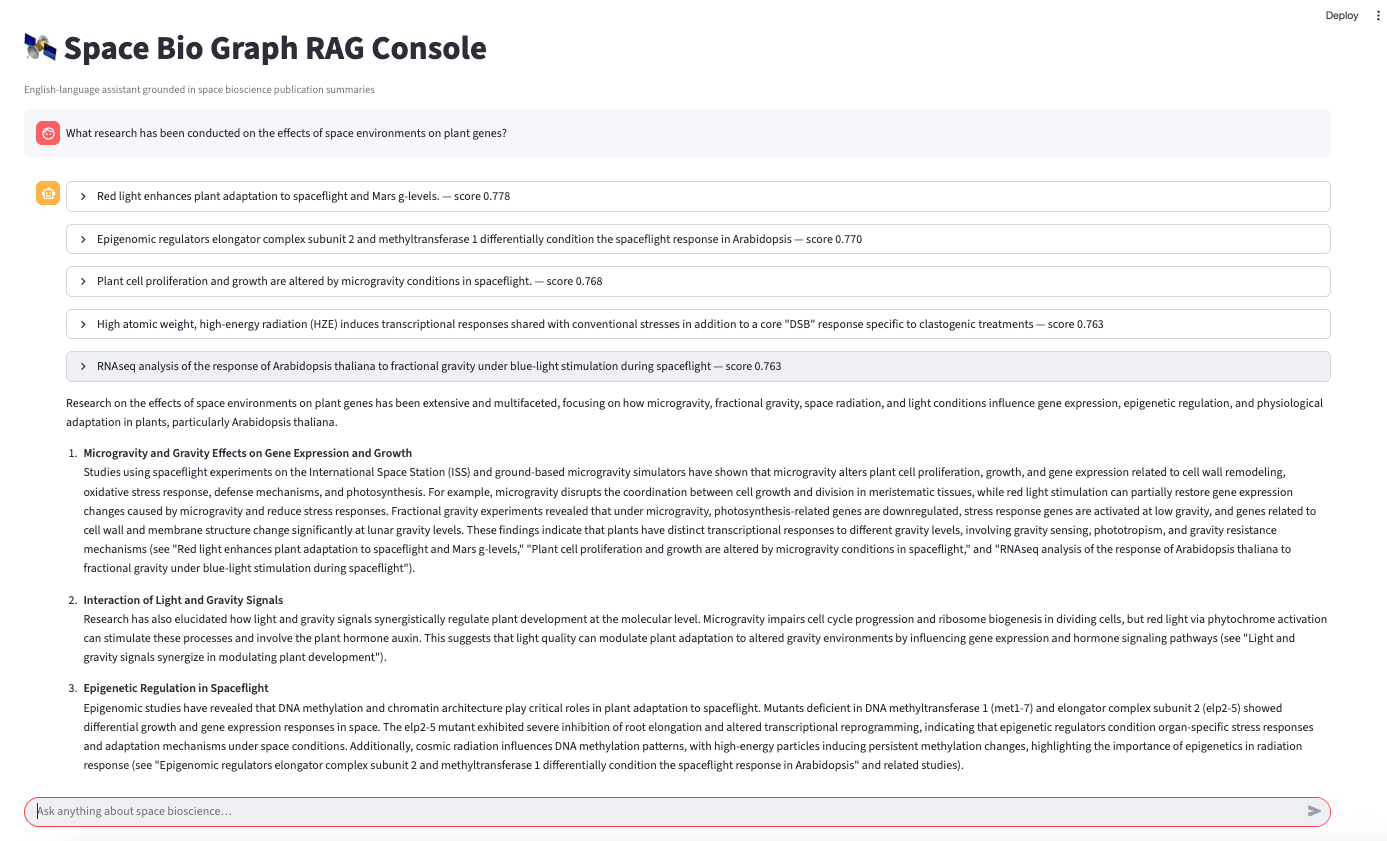 Deploy
Space Bio Graph RAG Console
English-language assistant grounded in space bioscience publication summaries
What research has been conducted on the effects of space environments on plant genes?
Red light enhances plant adaptation to spaceflight and Mars g-levels. — score 0.778
Epigenomic regulators elongator complex subunit 2 and methyltransferase 1 differentially condition the spaceflight response in Arabidopsis — score 0.770
Plant cell proliferation and growth are altered by microgravity conditions in spaceflight. — score 0.768
High atomic weight, high-energy radiation (HZE) induces transcriptional responses shared with conventional stresses in addition to a core "DSB" response specific to clastogenic treatments — score 0.763
RNAseq analysis of the response of Arabidopsis thaliana to fractional gravity under blue-light stimulation during spaceflight — score 0.763
Research on the effects of space environments on plant genes has been extensive and multifaceted, focusing on how microgravity, fractional gravity, space radiation, and light conditions influence gene expression, epigenetic regulation, and physiological
adaptation in plants, particularly Arabidopsis thaliana.
1. Microgravity and Gravity Effects on Gene Expression and Growth
Studies using spaceflight experiments on the International Space Station (ISS) and ground-based microgravity simulators have shown that microgravity alters plant cell proliferation, growth, and gene expression related to cell wall remodeling,
oxidative stress response, defense mechanisms, and photosynthesis. For example, microgravity disrupts the coordination between cell growth and division in meristematic tissues, while red light stimulation can partially restore gene expression
changes caused by microgravity and reduce stress responses. Fractional gravity experiments revealed that under microgravity, photosynthesis-related genes are downregulated, stress response genes are activated at low gravity, and genes related to
cell wall and membrane structure change significantly at lunar gravity levels. These findings indicate that plants have distinct transcriptional responses to different gravity levels, involving gravity sensing, phototropism, and gravity resistance
mechanisms (see "Red light enhances plant adaptation to spaceflight and Mars g-levels," "Plant cell proliferation and growth are altered by microgravity conditions in spaceflight," and "RNAseq analysis of the response of Arabidopsis thaliana to
fractional gravity under blue-light stimulation during spaceflight").
2. Interaction of Light and Gravity Signals
Research has also elucidated how light and gravity signals synergistically regulate plant development at the molecular level. Microgravity impairs cell cycle progression and ribosome biogenesis in dividing cells, but red light via phytochrome activation
can stimulate these processes and involve the plant hormone auxin. This suggests that light quality can modulate plant adaptation to altered gravity environments by influencing gene expression and hormone signaling pathways (see "Light and
gravity signals synergize in modulating plant development").
3. Epigenetic Regulation in Spaceflight
Epigenomic studies have revealed that DNA methylation and chromatin architecture play critical roles in plant adaptation to spaceflight. Mutants deficient in DNA methyltransferase 1 (met1-7) and elongator complex subunit 2 (elp2-5) showed
differential growth and gene expression responses in space. The elp2-5 mutant exhibited severe inhibition of root elongation and altered transcriptional reprogramming, indicating that epigenetic regulators condition organ-specific stress responses
and adaptation mechanisms under space conditions. Additionally, cosmic radiation influences DNA methylation patterns, with high-energy particles inducing persistent methylation changes, highlighting the importance of epigenetics in radiation
response (see "Epigenomic regulators elongator complex subunit 2 and methyltransferase 1 differentially condition the spaceflight response in Arabidopsis" and related studies).
Ask anything about space bioscience...